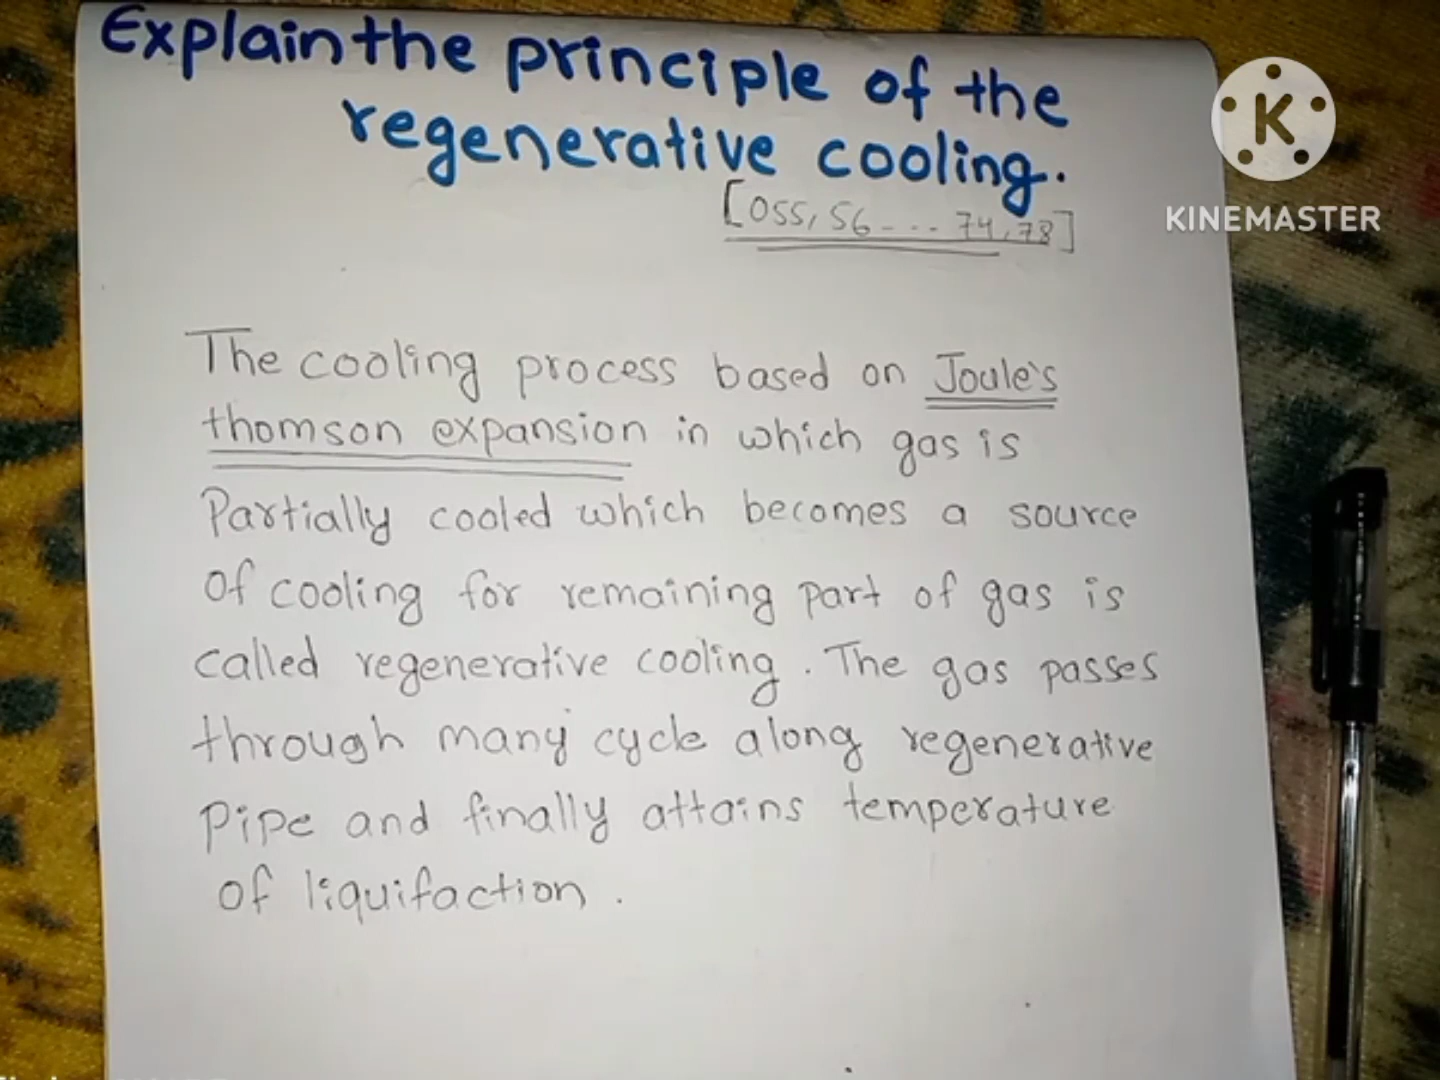 Explain the principle of the
regenerative cooling.
[055, 56 --- 74, 78]
K
KINEMASTER
The cooling process based on Joule's
thomson expansion in which gas is
Partially cooled which becomes a source
of cooling for remaining part of gas is
called regenerative cooling. The gas passes
through many cycle along regenerative
pipe and finally attains temperature
of liquifaction.